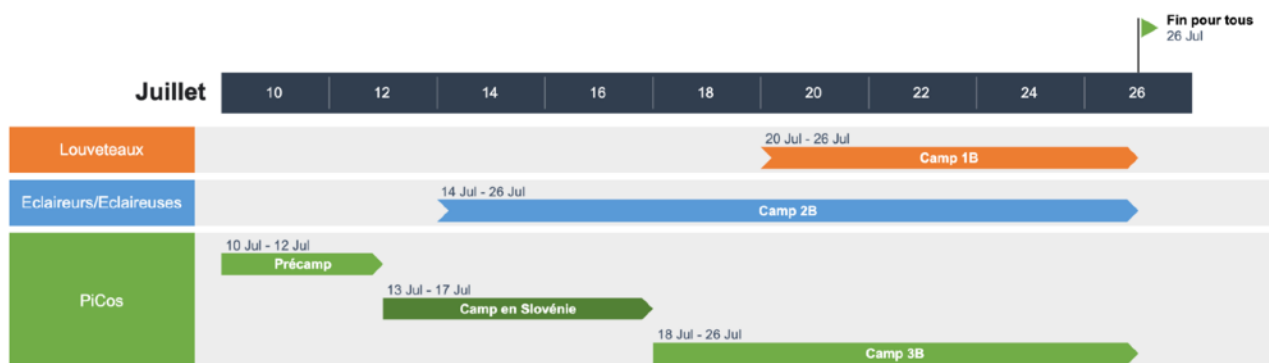 Fin pour tous
26 Jul
Juillet 10 12 14 16 18 20 22 24 26
Louveteaux
20 Jul - 26 Jul
Camp 1B
Eclaireurs/Eclaireuses
14 Jul - 26 Jul
Camp 2B
PiCos
10 Jul - 12 Jul
Précamp
13 Jul - 17 Jul
Camp en Slovénie
18 Jul - 26 Jul
Camp 3B